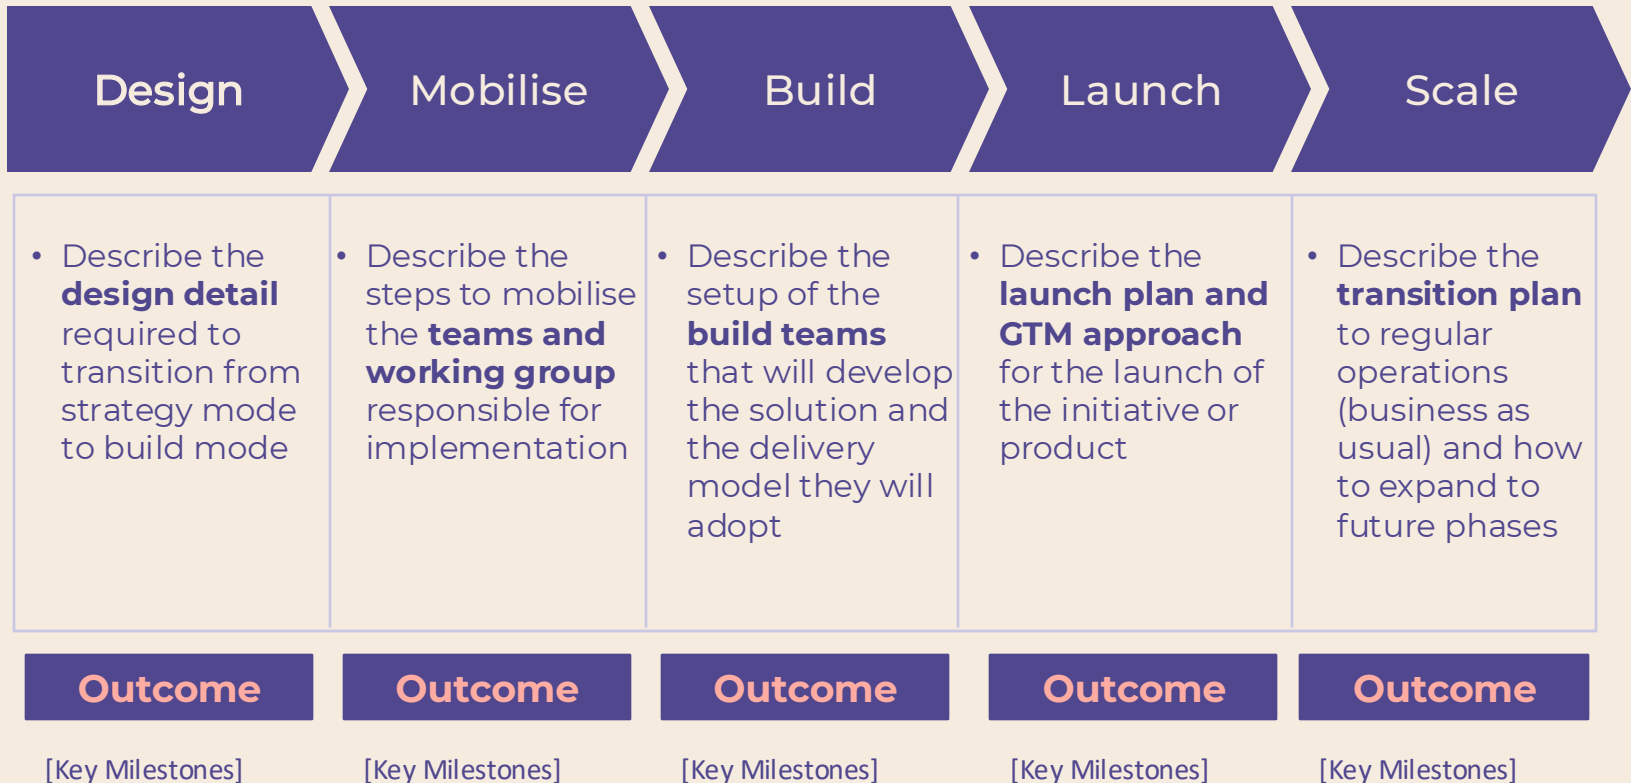 Design
Mobilise
Build
Launch
Scale
• Describe the
design detail
required to
transition from
strategy mode
to build mode
• Describe the
steps to mobilise
the teams and
working group
responsible for
implementation
• Describe the
setup of the
build teams
that will develop
the solution and
the delivery
model they will
adopt
• Describe the
launch plan and
GTM approach
for the launch of
the initiative or
product
• Describe the
transition plan
to regular
operations
(business as
usual) and how
to expand to
future phases
Outcome
Outcome
Outcome
Outcome
Outcome
[Key Milestones]
[Key Milestones]
[Key Milestones]
[Key Milestones]
[Key Milestones]